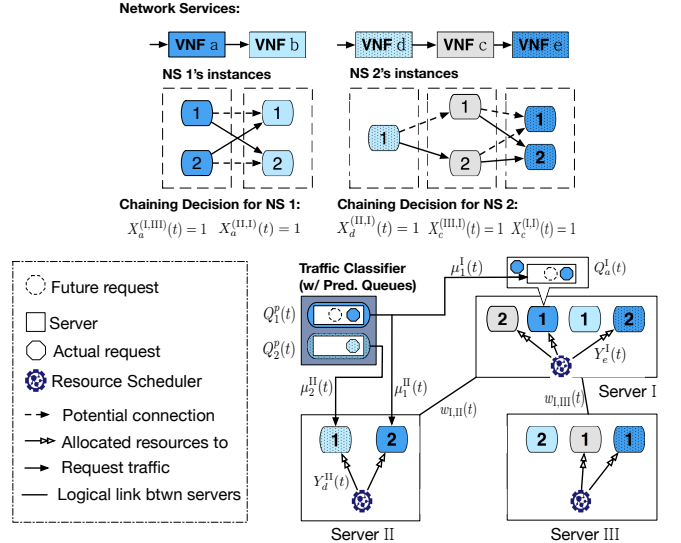 Network Services:
VNF a
VNF b
VNF d
VNF c
VNF e
NS 1's instances
NS 2's instances
1
1
2
2
1
1
2
1
2
Chaining Decision for NS 1:
Chaining Decision for NS 2:
X_a^{(I,III)}(t) = 1
X_a^{(II,I)}(t) = 1
X_d^{(II,I)}(t) = 1
X_c^{(III,I)}(t) = 1
X_c^{(I,I)}(t) = 1
Future request
Server
Actual request
Resource Scheduler
Potential connection
Allocated resources to
Request traffic
Logical link btwn servers
Traffic Classifier
(w/ Pred. Queues)
Q_1^p(t)
Q_2^p(t)
μ_1^I(t)
Q_a^I(t)
μ_2^{II}(t)
μ_1^{II}(t)
2
1
1
2
Y_e^I(t)
Server I
w_{I,II}(t)
w_{I,III}(t)
1
2
Y_d^{II}(t)
Server II
2
1
1
Server III